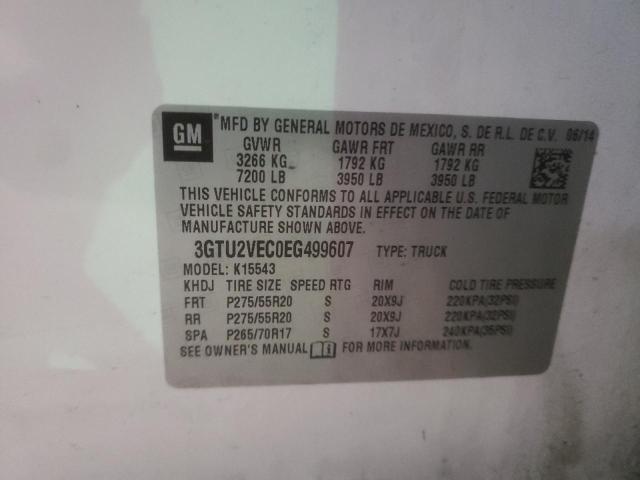 GM MFD BY GENERAL MOTORS DE MEXICO, S. DE R.L. DE C.V. 06/14
GVWR GAWR FRT GAWR RR
3266 KG 1792 KG 1792 KG
7200 LB 3950 LB 3950 LB
THIS VEHICLE CONFORMS TO ALL APPLICABLE U.S. FEDERAL MOTOR
VEHICLE SAFETY STANDARDS IN EFFECT ON THE DATE OF
MANUFACTURE SHOWN ABOVE.
3GTU2VEC0EG499607 TYPE: TRUCK
MODEL: K15543
KHDJ TIRE SIZE SPEED RTG RIM COLD TIRE PRESSURE
FRT P275/55R20 S 20X9J 220KPA(32PSI)
RR P275/55R20 S 20X9J 220KPA(32PSI)
SPA P265/70R17 S 17X7J 240KPA(35PSI)
SEE OWNER'S MANUAL FOR MORE INFORMATION.